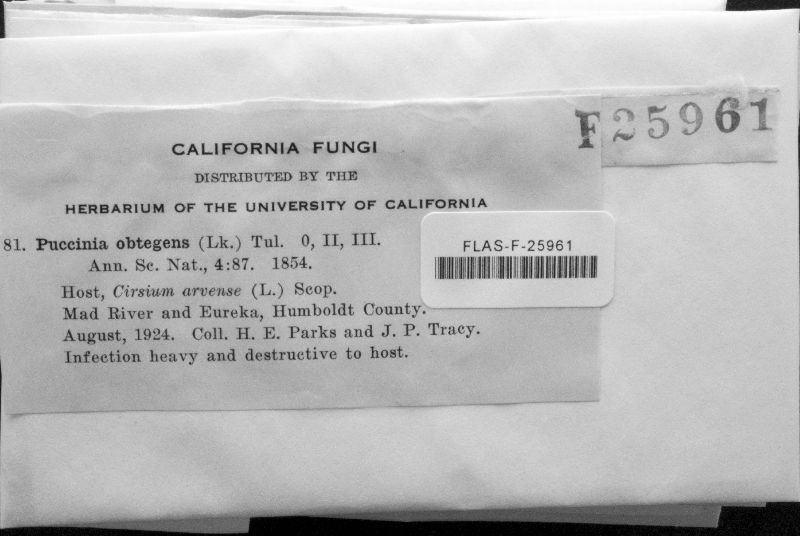 F25961
CALIFORNIA FUNGI
DISTRIBUTED BY THE
HERBARIUM OF THE UNIVERSITY OF CALIFORNIA
81. Puccinia obtegens (Lk.) Tul. 0, II, III.
Ann. Sc. Nat., 4:87. 1854.
Host, Cirsium arvense (L.) Scop.
Mad River and Eureka, Humboldt County.
August, 1924. Coll. H. E. Parks and J. P. Tracy.
Infection heavy and destructive to host.
FLAS-F-25961